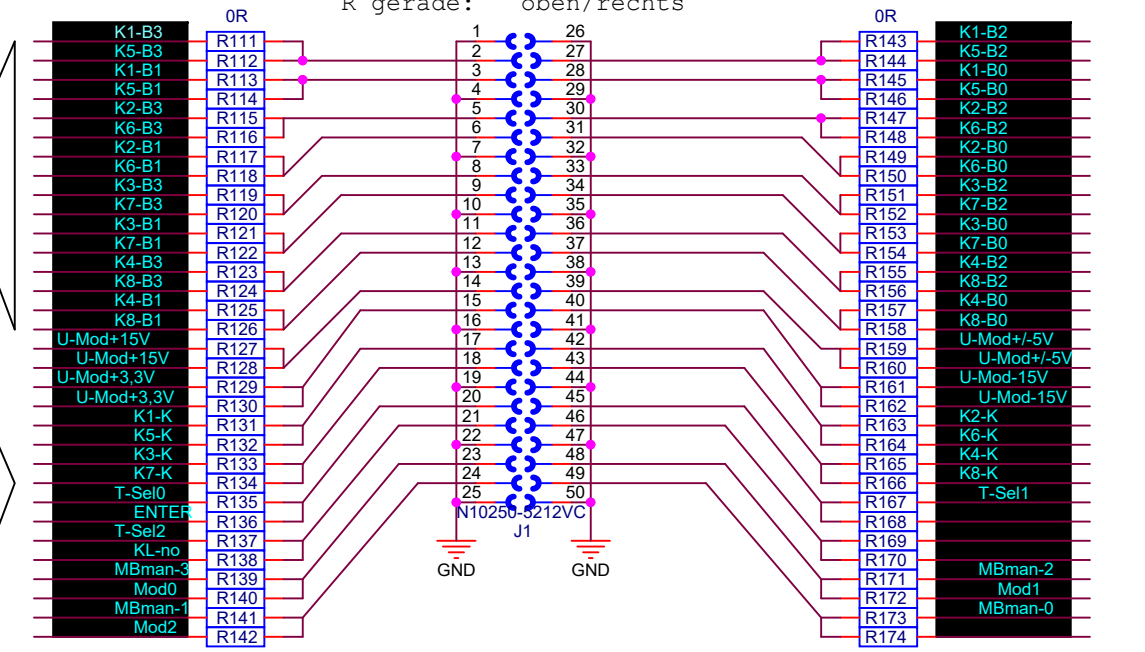 R gerade: oben/rechts
0R 0R
K1-B3 R111 1 26 R143 K1-B2
K5-B3 R112 2 27 R144 K5-B2
K1-B1 R113 3 28 R145 K1-B0
K5-B1 R114 4 29 R146 K5-B0
K2-B3 R115 5 30 R147 K2-B2
K6-B3 R116 6 31 R148 K6-B2
K2-B1 R117 7 32 R149 K2-B0
K6-B1 R118 8 33 R150 K6-B0
K3-B3 R119 9 34 R151 K3-B2
K7-B3 R120 10 35 R152 K7-B2
K3-B1 R121 11 36 R153 K3-B0
K7-B1 R122 12 37 R154 K7-B0
K4-B3 R123 13 38 R155 K4-B2
K8-B3 R124 14 39 R156 K8-B2
K4-B1 R125 15 40 R157 K4-B0
K8-B1 R126 16 41 R158 K8-B0
U-Mod+15V R127 17 42 R159 U-Mod+/-5V
U-Mod+15V R128 18 43 R160 U-Mod+/-5V
U-Mod+3,3V R129 19 44 R161 U-Mod-15V
U-Mod+3,3V R130 20 45 R162 U-Mod-15V
K1-K R131 21 46 R163 K2-K
K5-K R132 22 47 R164 K6-K
K3-K R133 23 48 R165 K4-K
K7-K R134 24 49 R166 K8-K
T-Sel0 R135 25 50 R167 T-Sel1
ENTER R136 N10250-5212VC R168
T-Sel2 R137 J1 R169
KL-no R138 R170
MBman-3 R139 GND GND R171 MBman-2
Mod0 R140 R172 Mod1
MBman-1 R141 R173 MBman-0
Mod2 R142 R174